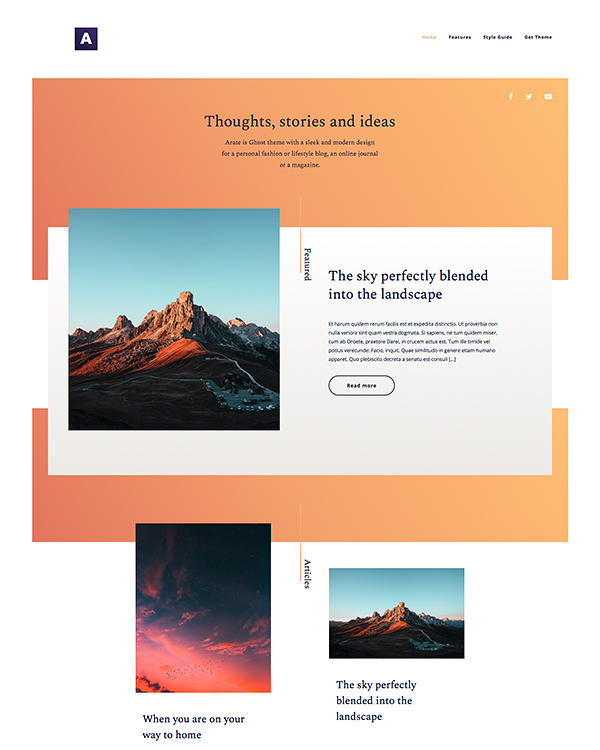 A
Home Features Style Guide Get Theme
Thoughts, stories and ideas
Arate is Ghost theme with a sleek and modern design
for a personal fashion or lifestyle blog, an online journal
or a magazine.
Featured
The sky perfectly blended
into the landscape
Et harum quidem rerum facilis est et expedita distinctio. Ut proverbia non
nulla veriora sint quam vestra dogmata. Si sapiens, ne tum quidem miser,
cum ab Oroete, praetore Darei, in crucem actus est. Tum ille timide vel
potius verecunde: Facio, inquit. Quae similitudo in genere etiam humano
apparet. Quo plebiscito decreta a senatu est consuli [...]
Read more
Articles
When you are on your
way to home
The sky perfectly
blended into the
landscape